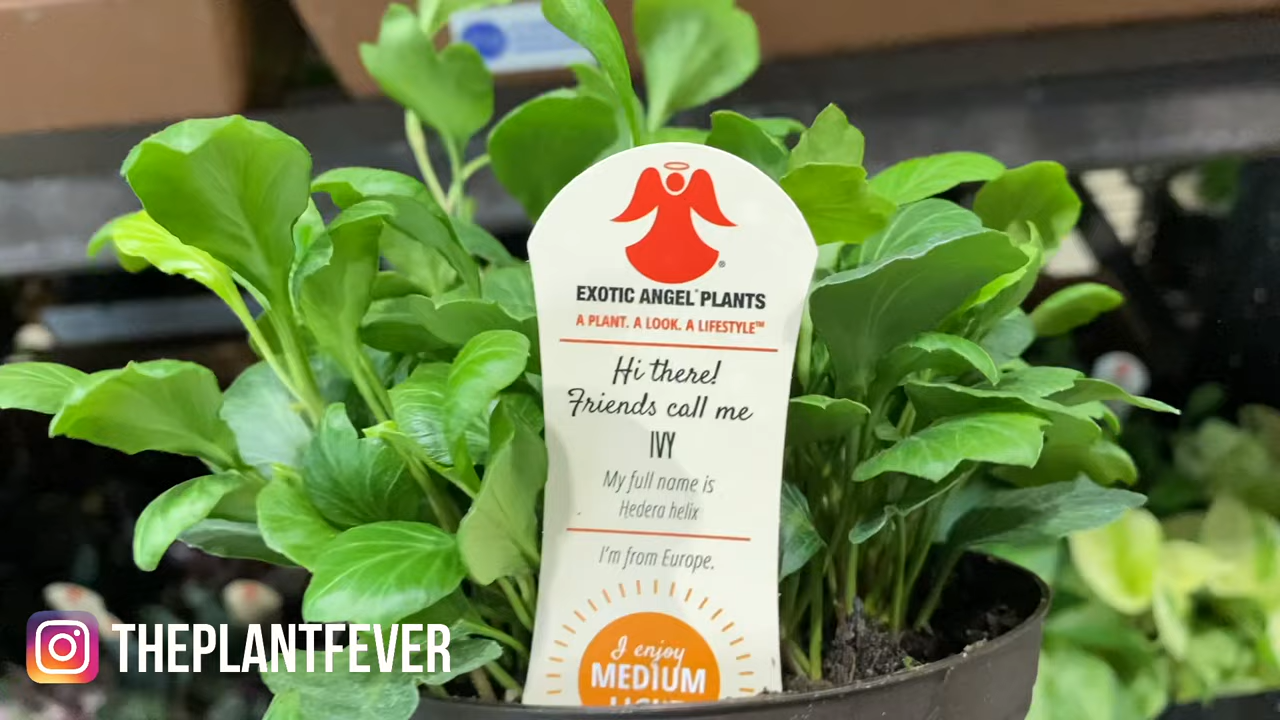 EXOTIC ANGEL® PLANTS
A PLANT. A LOOK. A LIFESTYLE™
Hi there!
Friends call me
IVY
My full name is
Hedera helix
I'm from Europe.
I enjoy
MEDIUM
LIGHT
THEPLANTFEVER